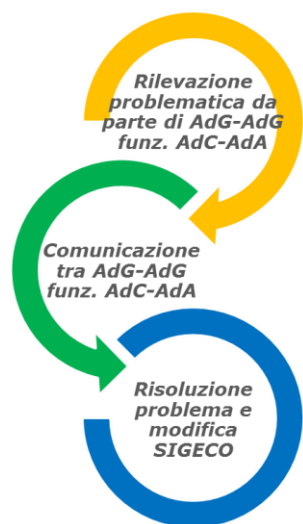 Rilevazione
problematica da
parte di AdG-AdG
funz. AdC-AdA
Comunicazione
tra AdG-AdG
funz. AdC-AdA
Risoluzione
problema e
modifica
SIGECO